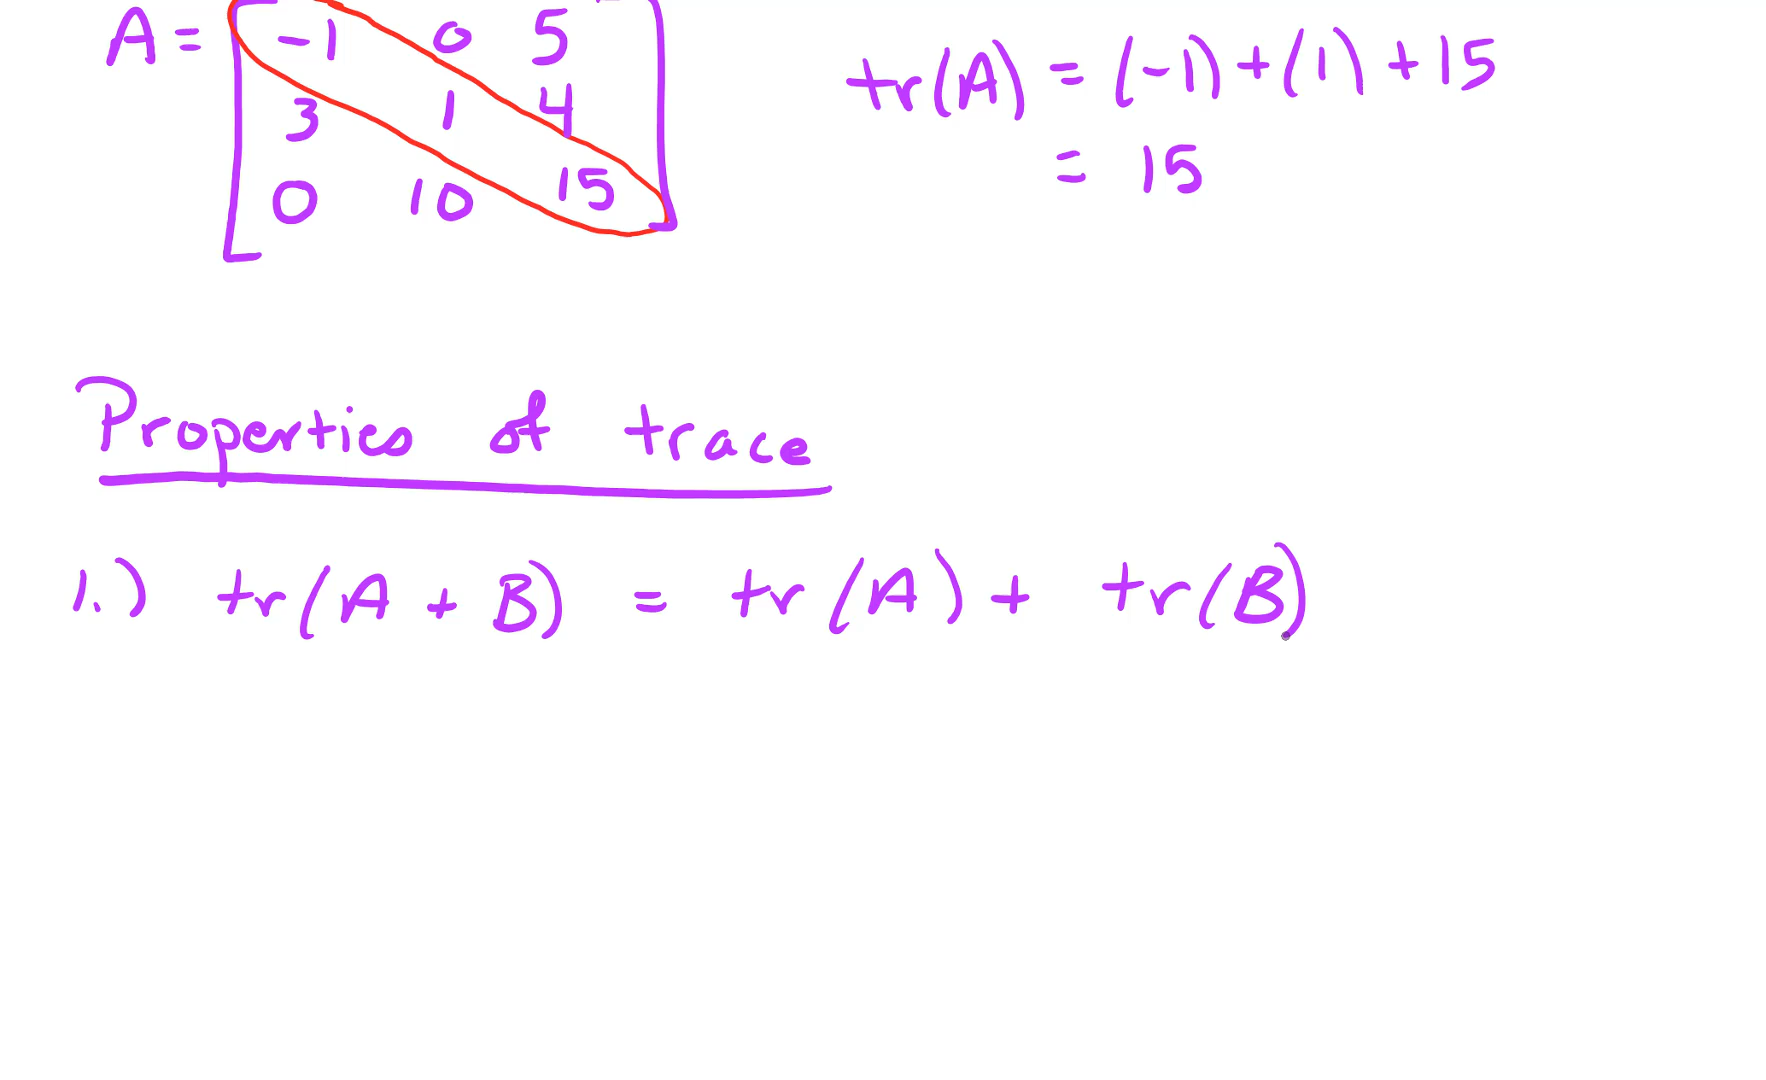 A = [ -1 0 5
3 1 4
0 10 15 ]
tr(A) = (-1) + (1) + 15
= 15
Properties of trace
1.) tr(A + B) = tr(A) + tr(B)